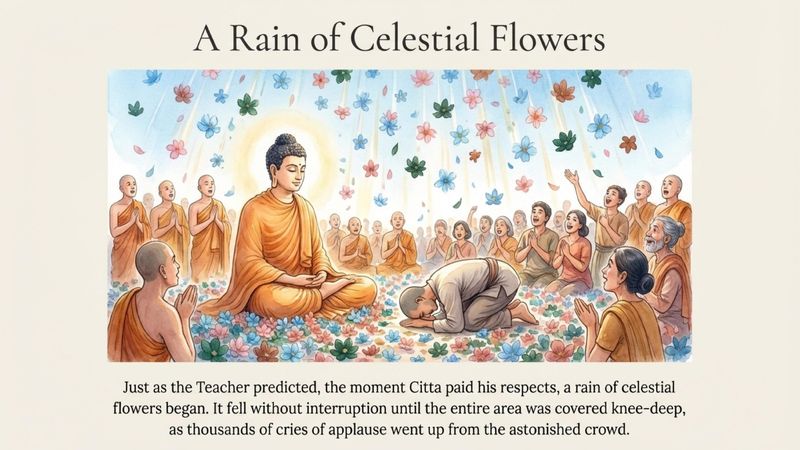 A Rain of Celestial Flowers
Just as the Teacher predicted, the moment Citta paid his respects, a rain of celestial
flowers began. It fell without interruption until the entire area was covered knee-deep,
as thousands of cries of applause went up from the astonished crowd.